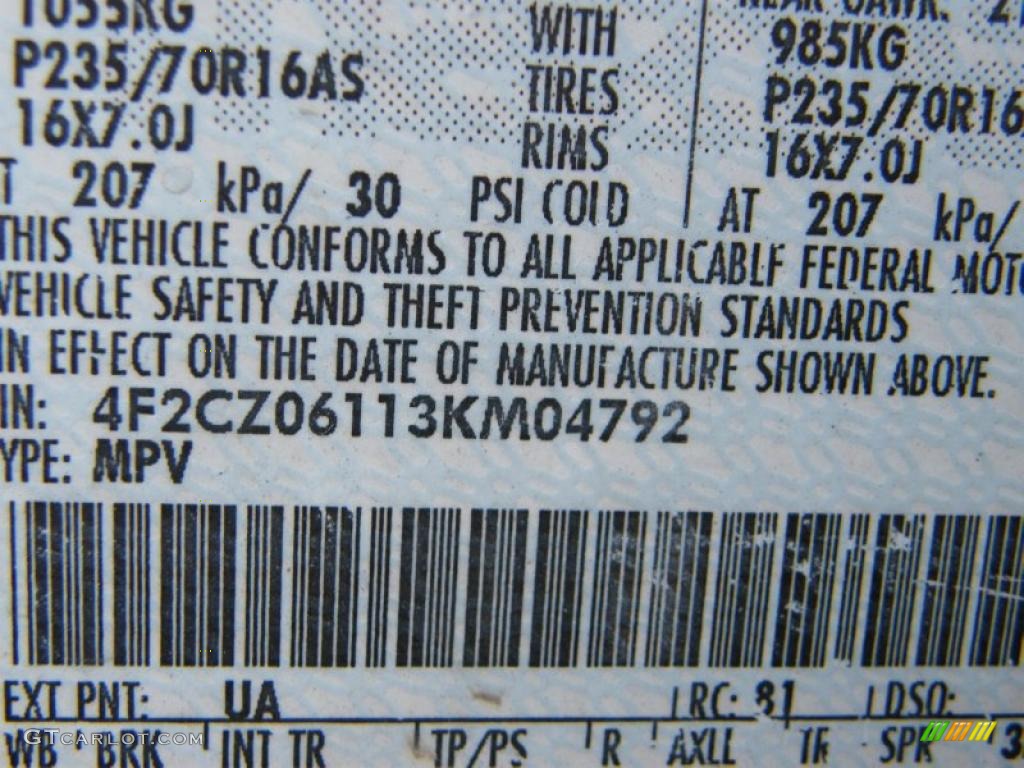 1055KG WITH REAR GAWR:
P235/70R16AS TIRES 985KG
16X7.0J RIMS P235/70R16
T 207 kPa/ 30 PSI COLD 16X7.0J
AT 207 kPa/
THIS VEHICLE CONFORMS TO ALL APPLICABLE FEDERAL MOTO
VEHICLE SAFETY AND THEFT PREVENTION STANDARDS
IN EFFECT ON THE DATE OF MANUFACTURE SHOWN ABOVE.
IN: 4F2CZ06113KM04792
YPE: MPV
EXT PNT: UA RC: 81 DSO:
WB BRK INT TR TP/PS R AXLE TR SPR 3
GTCarLot.com